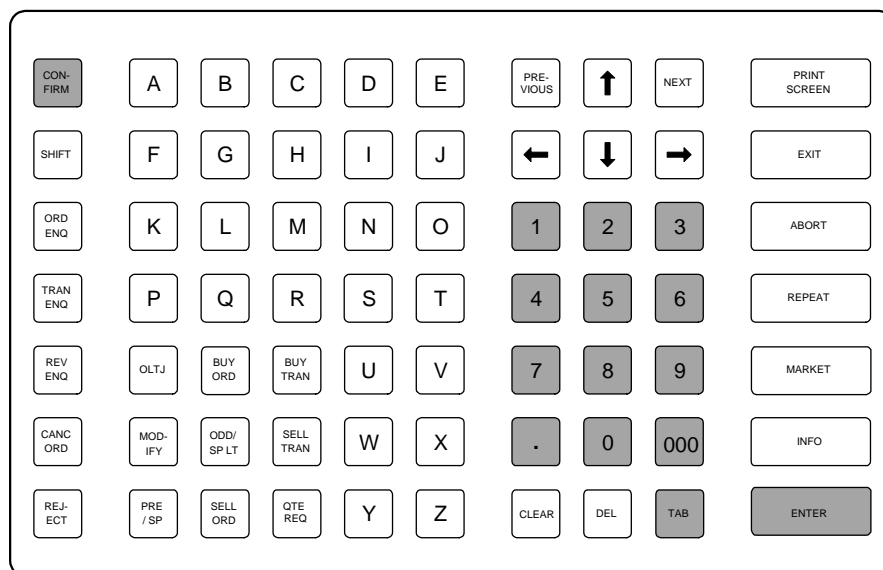 CON-
FIRM
A
B
C
D
E
PRE-
VIOUS
NEXT
PRINT
SCREEN
SHIFT
F
G
H
I
J
EXIT
ORD
ENQ
K
L
M
N
O
1
2
3
ABORT
TRAN
ENQ
P
Q
R
S
T
4
5
6
REPEAT
REV
ENQ
OLTJ
BUY
ORD
BUY
TRAN
U
V
7
8
9
MARKET
CANC
ORD
MOD-
IFY
ODD/
SP LT
SELL
TRAN
W
X
.
0
000
INFO
REJ-
ECT
PRE
/ SP
SELL
ORD
QTE
REQ
Y
Z
CLEAR
DEL
TAB
ENTER